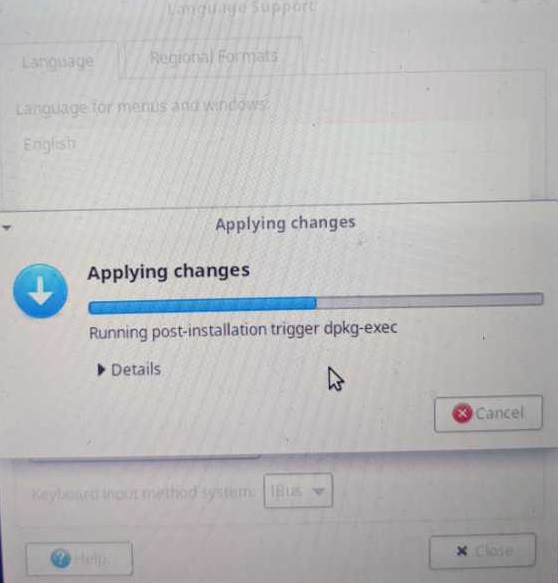 Language Support
Language
Regional Formats
Language for menus and windows:
English
Applying changes
Applying changes
Running post-installation trigger dpkg-exec
Details
Cancel
Keyboard input method system: IBus
Help
Close